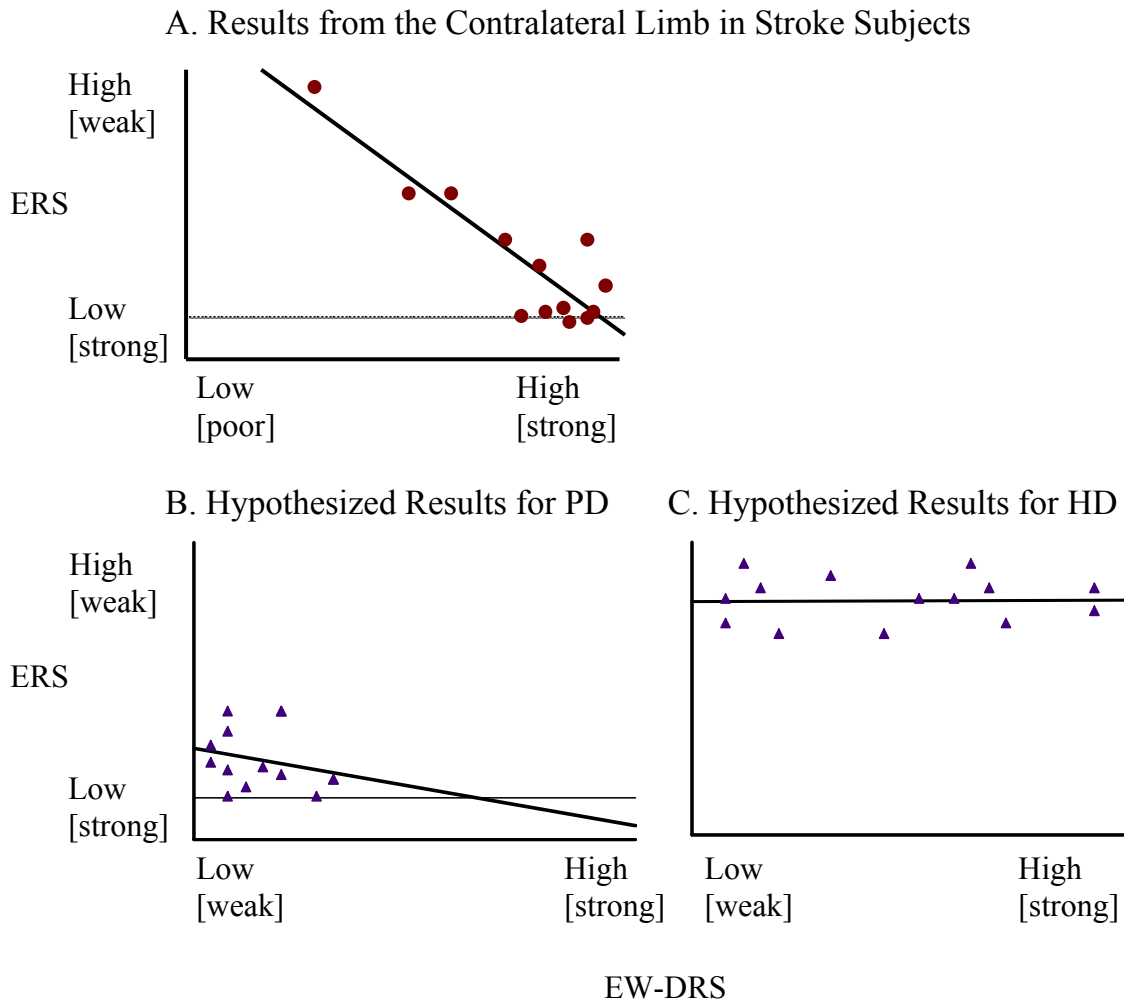 A. Results from the Contralateral Limb in Stroke Subjects
High
[weak]
ERS
Low
[strong]
Low
[poor]
High
[strong]
B. Hypothesized Results for PD
C. Hypothesized Results for HD
High
[weak]
ERS
Low
[strong]
Low
[weak]
High
[strong]
Low
[weak]
High
[strong]
EW-DRS